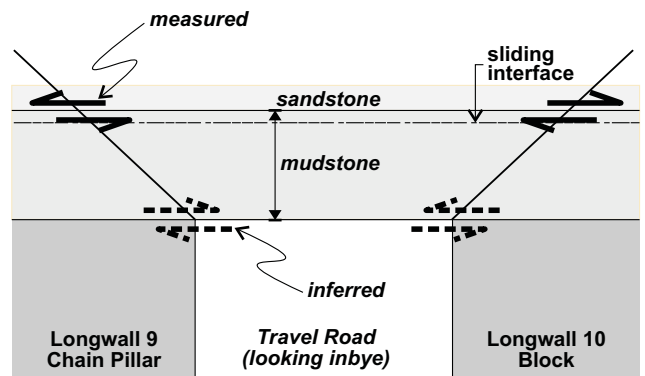 measured
sliding
interface
sandstone
mudstone
inferred
Longwall 9
Chain Pillar
Travel Road
(looking inbye)
Longwall 10
Block